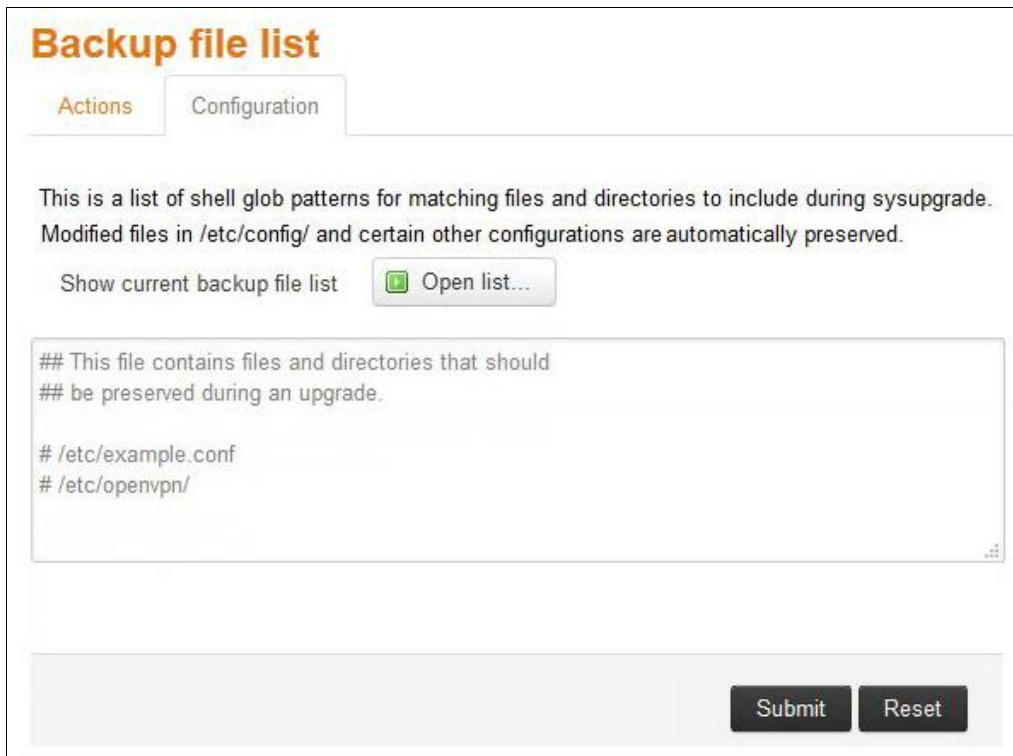 Backup file list
Actions
Configuration
This is a list of shell glob patterns for matching files and directories to include during sysupgrade.
Modified files in /etc/config/ and certain other configurations are automatically preserved.
Show current backup file list
Open list...
## This file contains files and directories that should
## be preserved during an upgrade.
# /etc/example.conf
# /etc/openvpn/
Submit
Reset